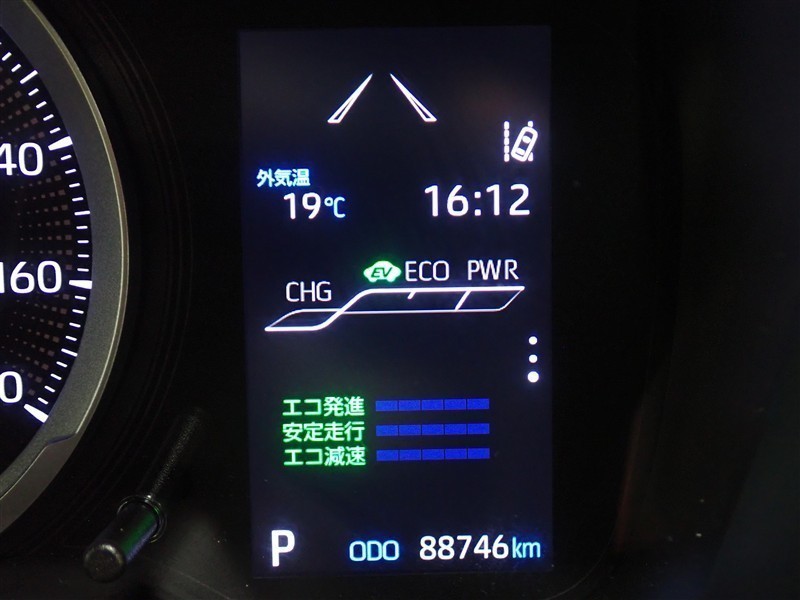 40
160
0
外気温
19℃
16:12
EV ECO PWR
CHG
エコ発進
安定走行
エコ減速
P ODO 88746km